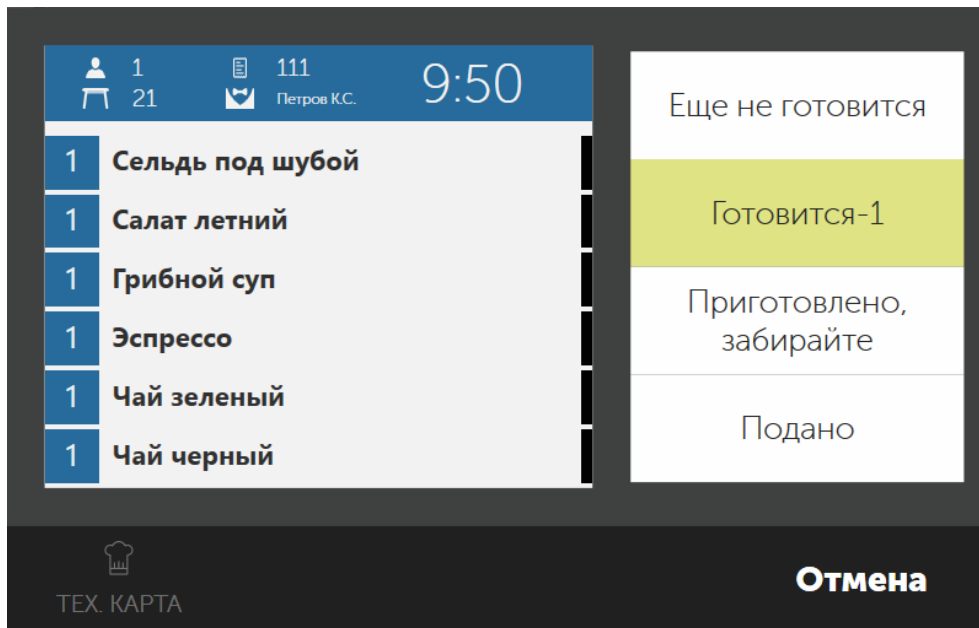 1 111 9:50
21 Петров К.С.
1 Сельдь под шубой
1 Салат летний
1 Грибной суп
1 Эспрессо
1 Чай зеленый
1 Чай черный
Еще не готовится
Готовится-1
Приготовлено,
забирайте
Подано
ТЕХ. КАРТА
Отмена